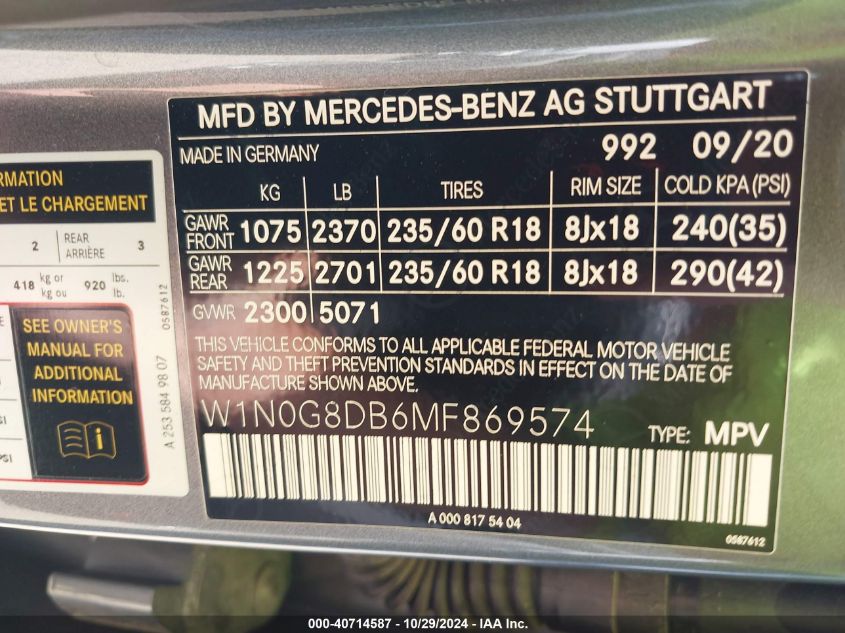 MFD BY MERCEDES-BENZ AG STUTTGART
MADE IN GERMANY 992 09/20
KG LB TIRES RIM SIZE COLD KPA(PSI)
GAWR FRONT 1075 2370 235/60 R18 8Jx18 240(35)
GAWR REAR 1225 2701 235/60 R18 8Jx18 290(42)
GVWR 2300 5071
THIS VEHICLE CONFORMS TO ALL APPLICABLE FEDERAL MOTOR VEHICLE
SAFETY AND THEFT PREVENTION STANDARDS IN EFFECT ON THE DATE OF
MANUFACTURE SHOWN ABOVE.
W1N0G8DB6MF869574 TYPE: MPV
A 000 817 54 04
0587612
ET LE CHARGEMENT
2 REAR ARRIÈRE 3
418 kg or kg ou 920 lbs. lb.
SEE OWNER'S
MANUAL FOR
ADDITIONAL
INFORMATION
A 253 584 98 07 0587612
000-40714587 - 10/29/2024 - IAA Inc.